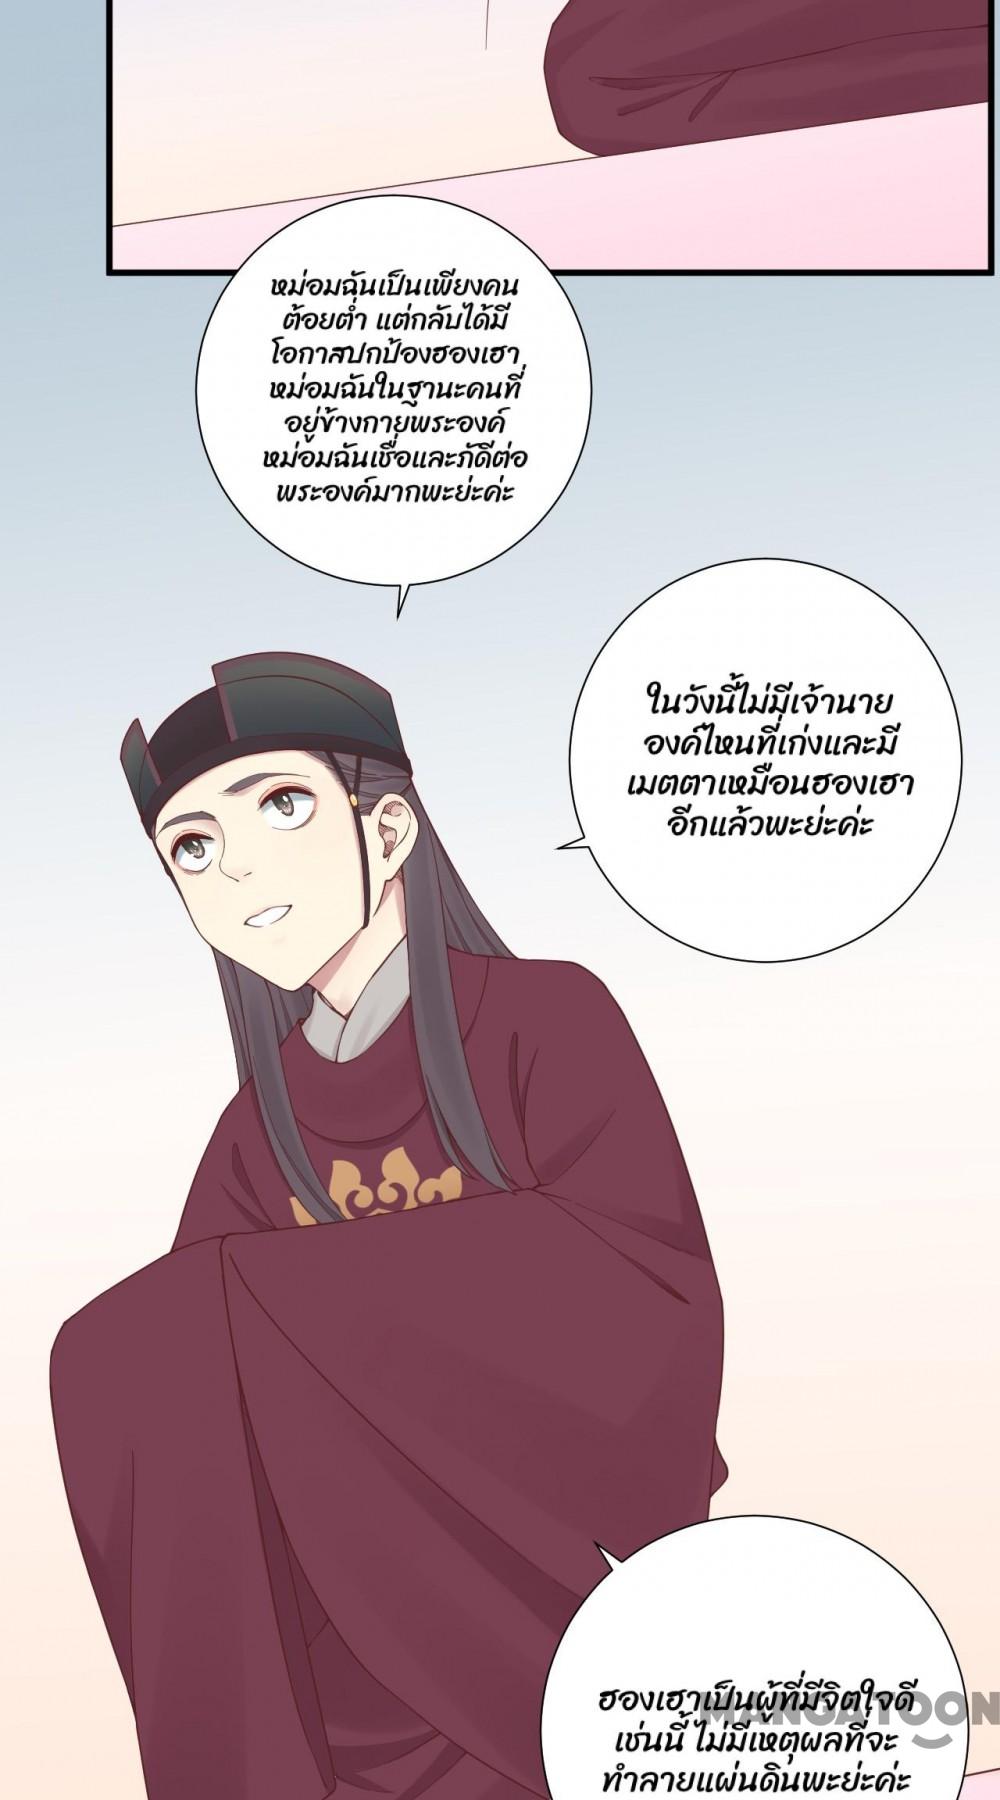 หม่อมฉันเป็นเพียงคน
ต้อยต่ำ แต่กลับได้มี
โอกาสปกป้องฮองเฮา
หม่อมฉันในฐานะคนที่
อยู่ข้างกายพระองค์
หม่อมฉันเชื่อและภัดีต่อ
พระองค์มากพะย่ะค่ะ
ในวังนี้ไม่มีเจ้านาย
องค์ไหนที่เก่งและมี
เมตตาเหมือนฮองเฮา
อีกแล้วพะย่ะค่ะ
ฮองเฮาเป็นผู้ที่มีจิตใจดี
เช่นนี้ ไม่มีเหตุผลที่จะ
ทำลายแผ่นดินพะย่ะค่ะ
MANGATOON